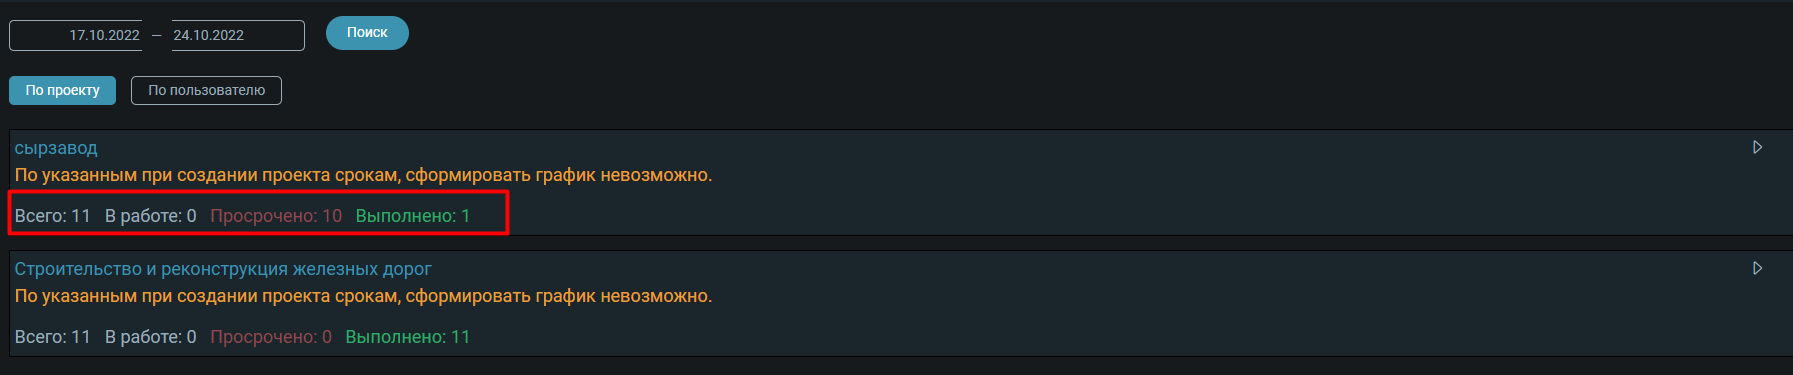 17.10.2022 — 24.10.2022 Поиск
По проекту По пользователю
сырзавод
По указанным при создании проекта срокам, сформировать график невозможно.
Всего: 11 В работе: 0 Просрочено: 10 Выполнено: 1
Строительство и реконструкция железных дорог
По указанным при создании проекта срокам, сформировать график невозможно.
Всего: 11 В работе: 0 Просрочено: 0 Выполнено: 11